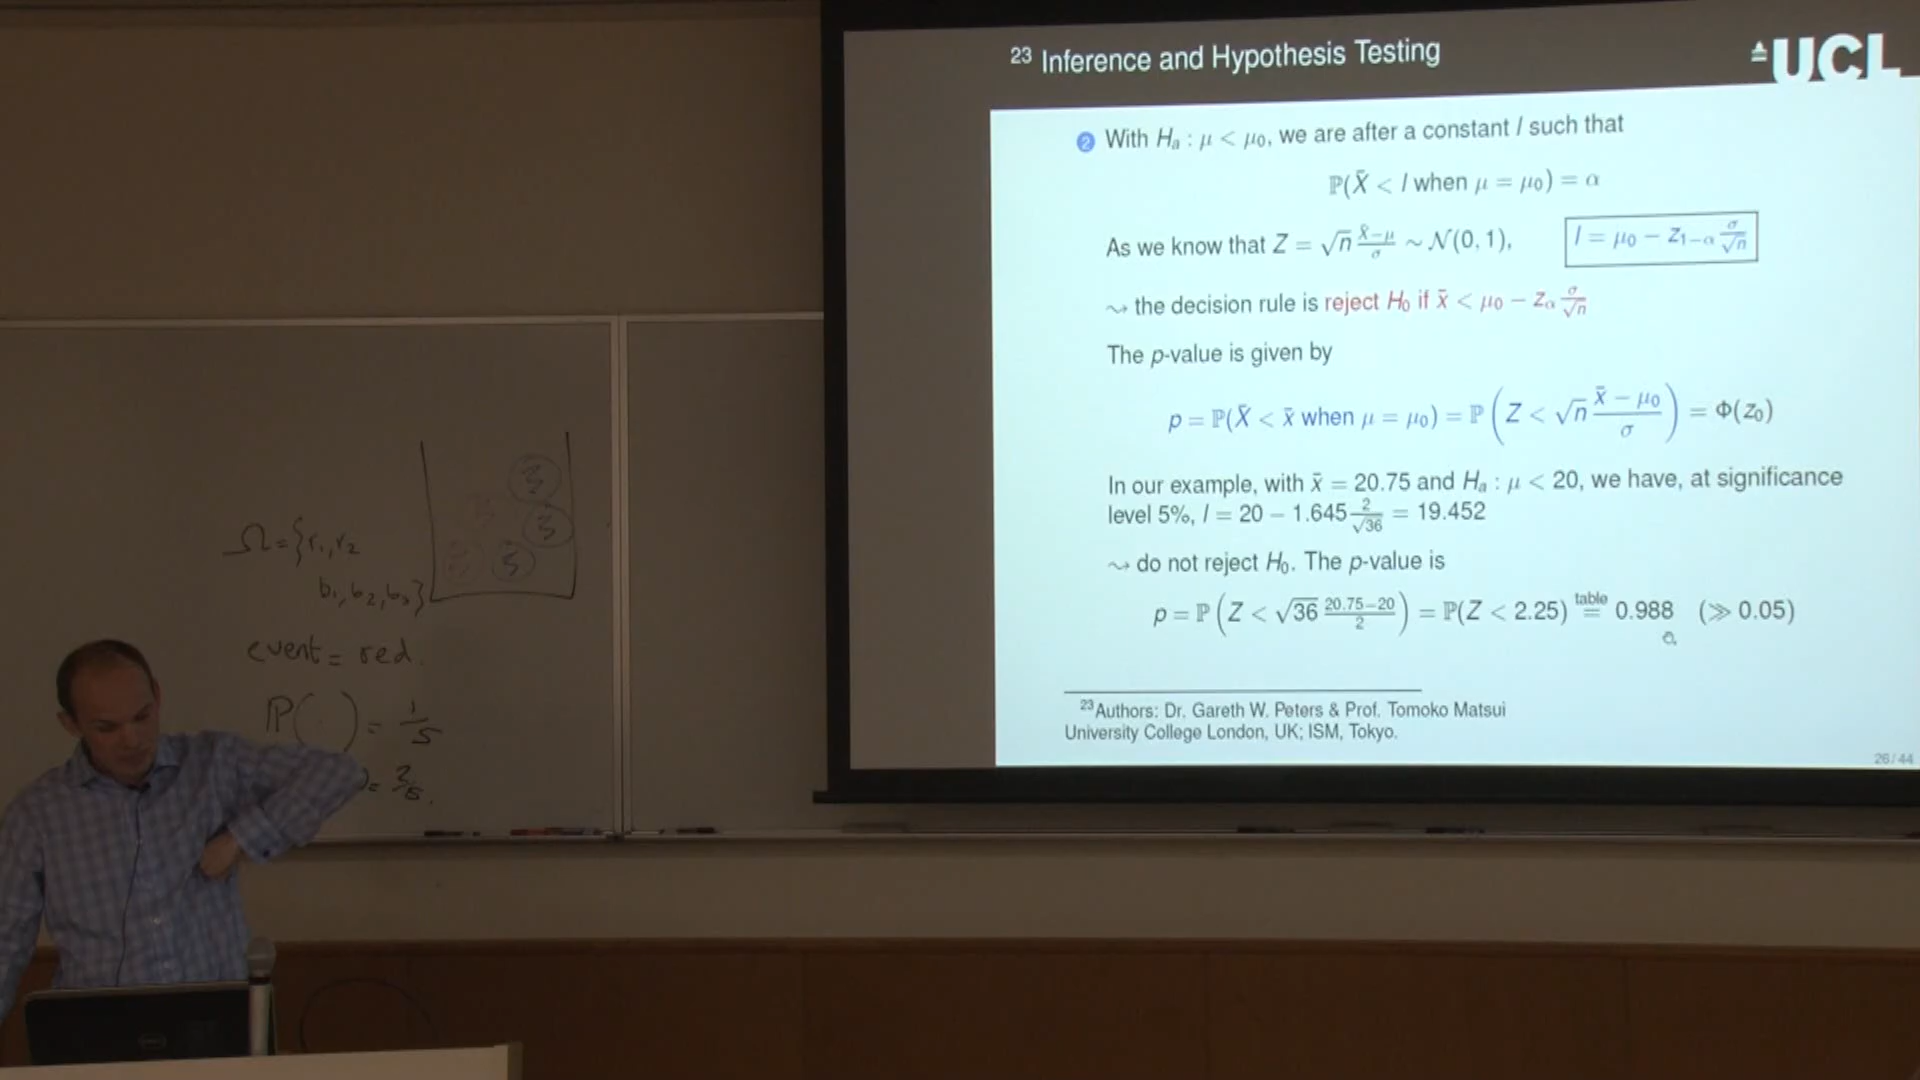 23 Inference and Hypothesis Testing
UCL
2 With Hₐ : μ < μ₀, we are after a constant l such that
ℙ(X̄ < l when μ = μ₀) = α
As we know that Z = √n (X̄−μ)/σ ∼ N(0, 1), l = μ₀ − z₁₋α σ/√n
⇝ the decision rule is reject H₀ if x̄ < μ₀ − zα σ/√n
The p-value is given by
p = ℙ(X̄ < x̄ when μ = μ₀) = ℙ(Z < √n (x̄ − μ₀)/σ) = Φ(z₀)
In our example, with x̄ = 20.75 and Hₐ : μ < 20, we have, at significance
level 5%, l = 20 − 1.645 2/√36 = 19.452
⇝ do not reject H₀. The p-value is
p = ℙ(Z < √36 (20.75−20)/2) = ℙ(Z < 2.25) table = 0.988 (≫ 0.05)
23 Authors: Dr. Gareth W. Peters & Prof. Tomoko Matsui
University College London, UK; ISM, Tokyo.
26/44
Ω = {r₁, r₂
b₁, b₂, b₃}
event = red.
ℙ( ) = 1/5